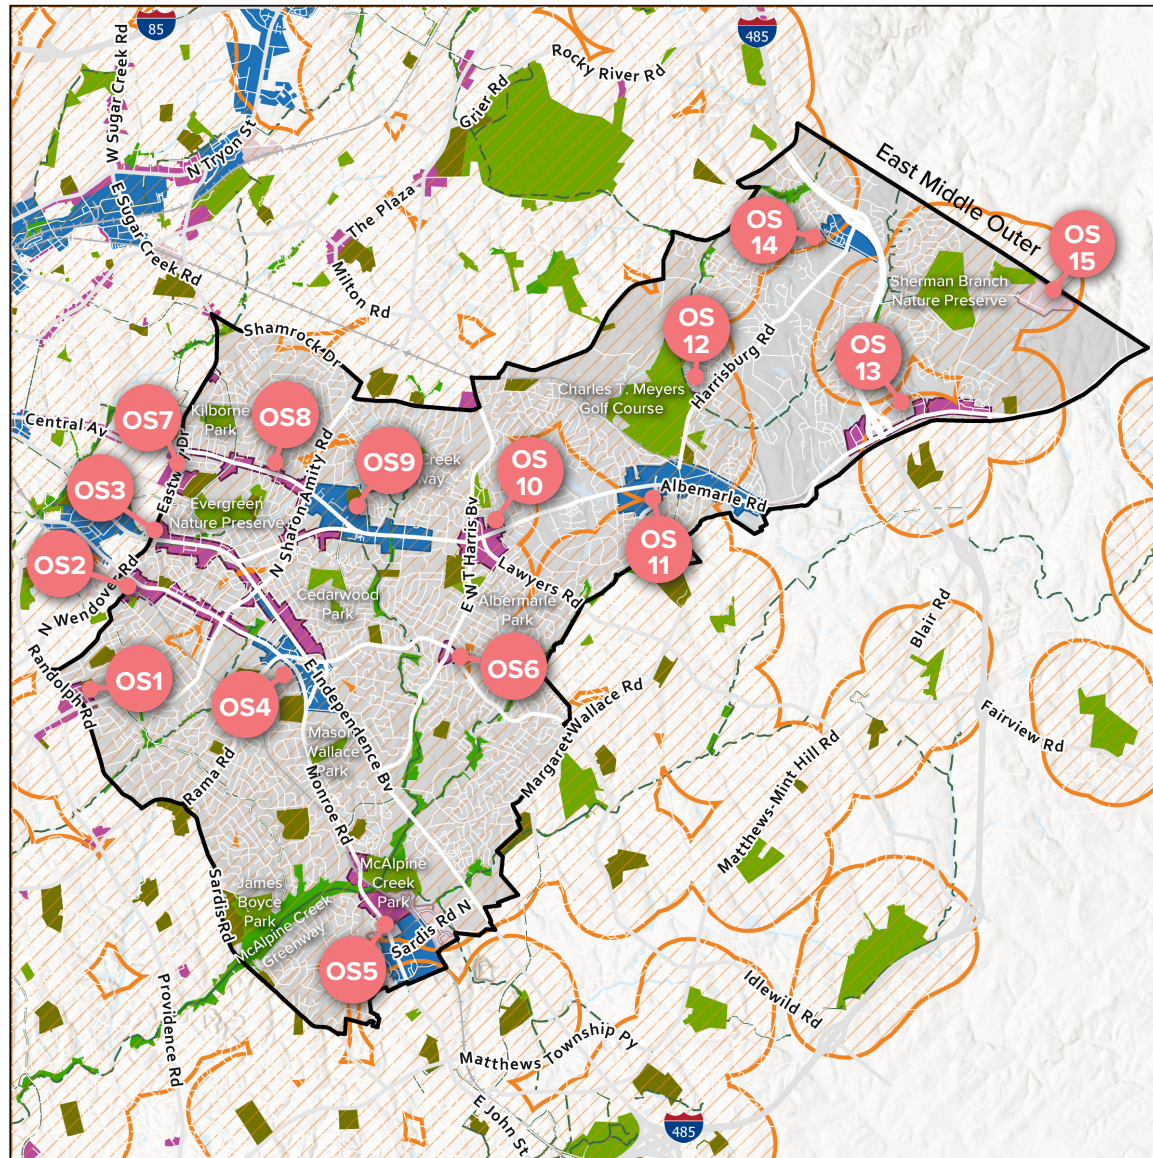 85
485
W Sugar Creek Rd
Rocky River Rd
Grier Rd
N Tryon St
E Sugar Creek Rd
The Plaza
Milton Rd
East Middle Outer
OS
14
OS
15
Sherman Branch
Nature Preserve
Shamrock Dr
OS
12
Harrisburg Rd
OS
13
Charles T. Meyers
Golf Course
Central Av
OS7
Kilborne
Park
OS8
OS9
Creek
way
OS
10
OS3
Evergreen
Nature Preserve
N Sharon Amity Rd
E W T Harris Bv
Albemarle Rd
OS
11
OS2
N Wendover Rd
Lawyers Rd
Cedarwood
Park
Albermarle
Park
Randolph Rd
OS1
OS4
OS6
E Independence Bv
Blair Rd
Mason
Wallace
Park
Margaret Wallace Rd
Fairview Rd
Rama Rd
Monroe Rd
Matthews-Mint Hill Rd
McAlpine
Creek
Park
James
Boyce
Park
Sardis Rd
McAlpine Creek
Greenway
Sardis Rd N
OS5
Idlewild Rd
Providence Rd
Matthews Township Py
E John St
485